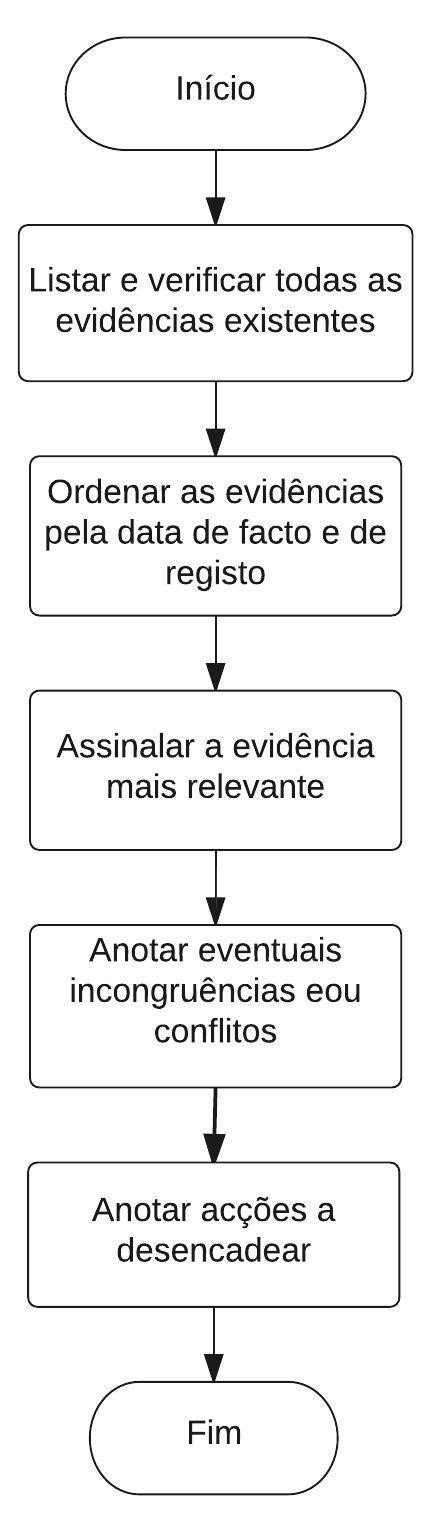 Início
Listar e verificar todas as
evidências existentes
Ordenar as evidências
pela data de facto e de
registo
Assinalar a evidência
mais relevante
Anotar eventuais
incongruências eou
conflitos
Anotar acções a
desencadear
Fim